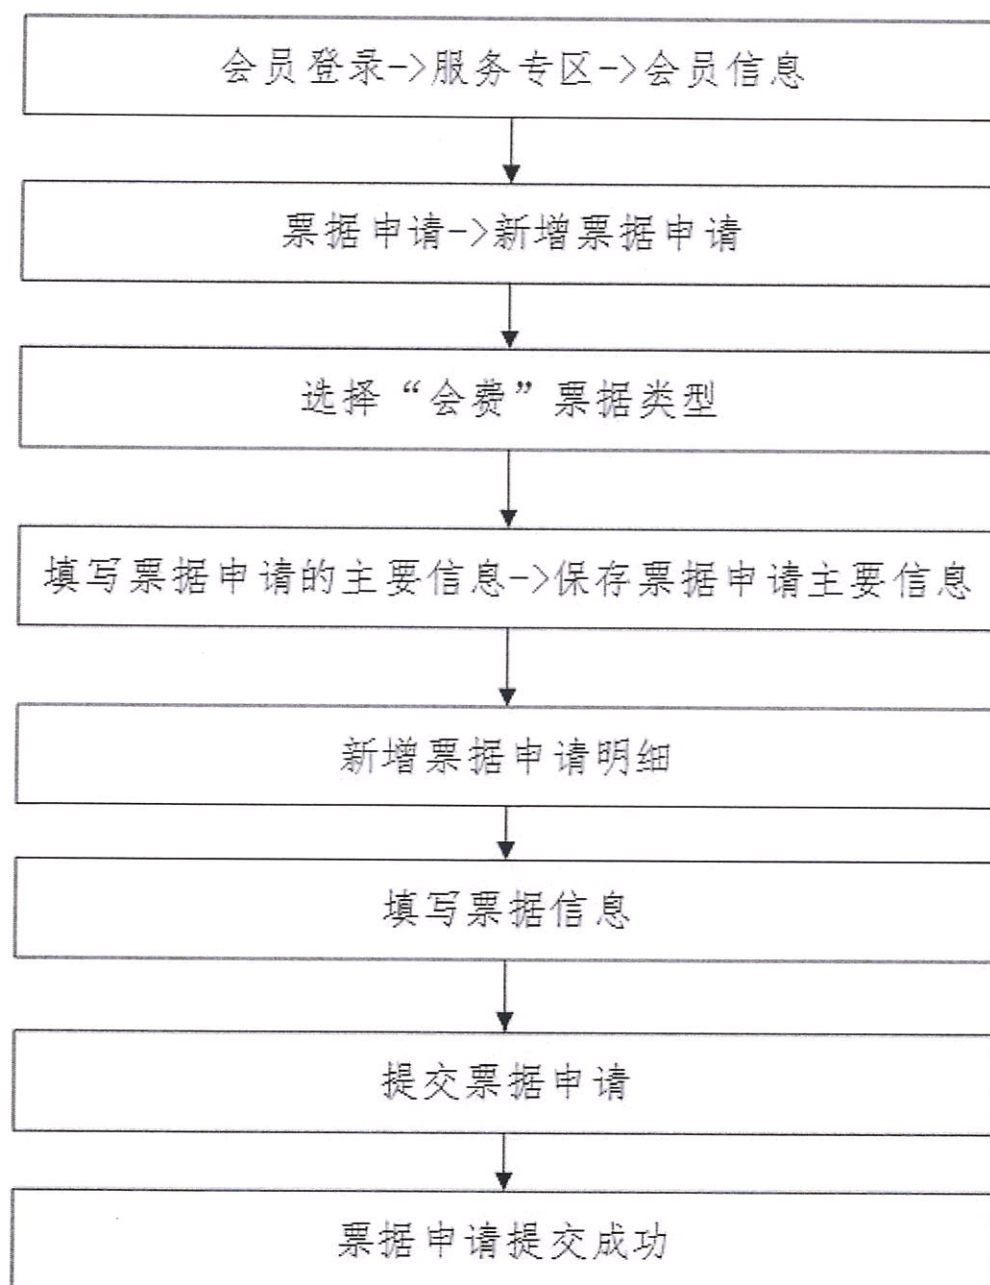 会员登录->服务专区->会员信息
票据申请->新增票据申请
选择“会费”票据类型
填写票据申请的主要信息->保存票据申请主要信息
新增票据申请明细
填写票据信息
提交票据申请
票据申请提交成功